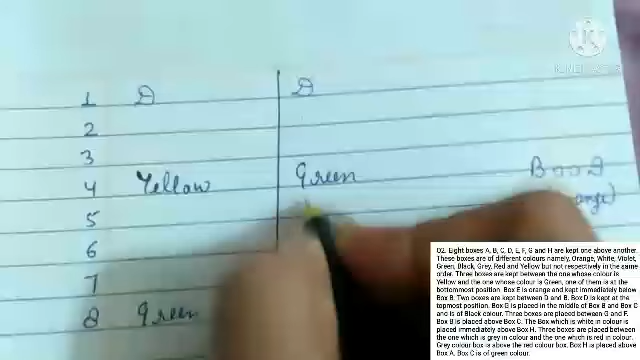 1 D D
2
3
4 Yellow Green B o o D
5
6
7
8 Green
Q2. Eight boxes A, B, C, D, E, F, G and H are kept one above another.
These boxes are of different colours namely, Orange, White, Violet,
Green, Black, Grey, Red and Yellow but not respectively in the same
order. Three boxes are kept between the one whose colour is
Yellow and the one whose colour is Green, one of them is at the
bottommost position. Box E is orange and kept immediately below
Box B. Two boxes are kept between D and B. Box D is kept at the
topmost position. Box G is placed in the middle of Box B and Box C
and is of Black colour. Three boxes are placed between G and F.
Box B is placed above Box C. The Box which is white in colour is
placed immediately above Box H. Three boxes are placed between
the one which is grey in colour and the one which is red in colour.
Grey colour box is above the red colour box. Box H is placed above
Box A. Box C is of green colour.